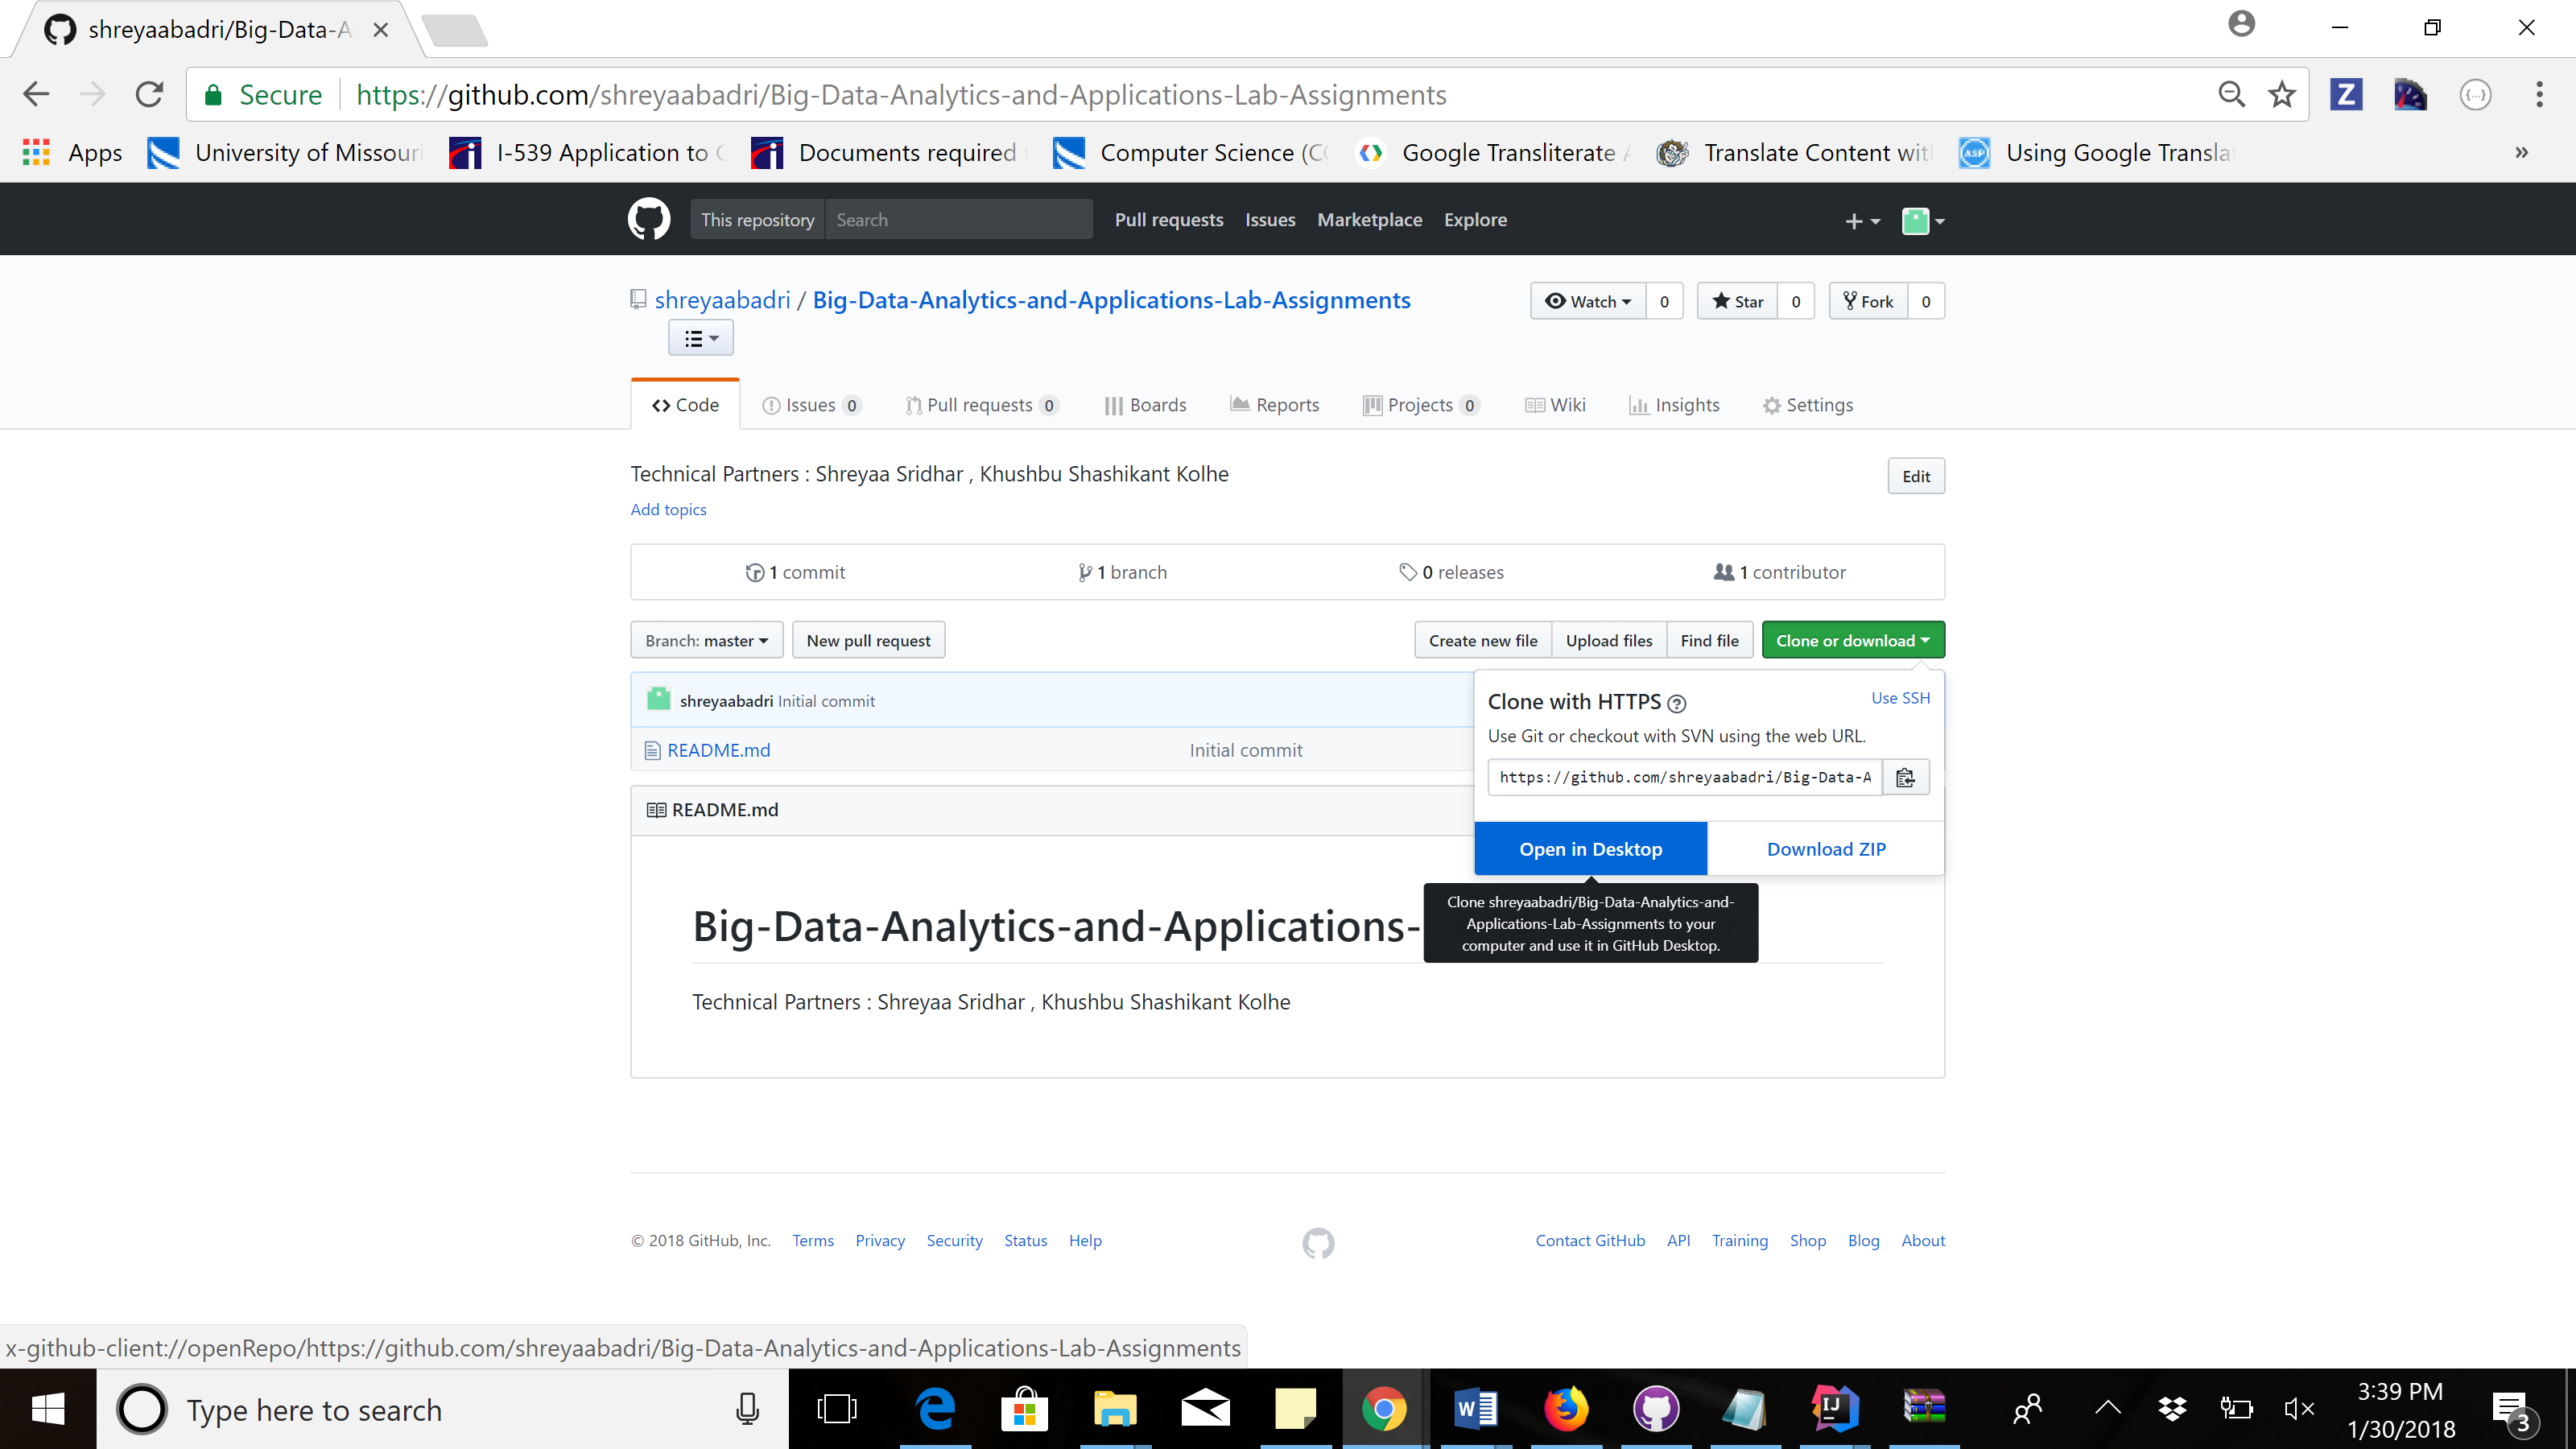 shreyaabadri/Big-Data-A
Secure https://github.com/shreyaabadri/Big-Data-Analytics-and-Applications-Lab-Assignments
Z {...}
Apps University of Missouri I-539 Application to Documents required Computer Science (CO Google Transliterate Translate Content with ASP Using Google Translat »
This repository Search Pull requests Issues Marketplace Explore
shreyaabadri / Big-Data-Analytics-and-Applications-Lab-Assignments Watch 0 Star 0 Fork 0
Code Issues 0 Pull requests 0 Boards Reports Projects 0 Wiki Insights Settings
Technical Partners : Shreyaa Sridhar , Khushbu Shashikant Kolhe Edit
Add topics
1 commit 1 branch 0 releases 1 contributor
Branch: master New pull request Create new file Upload files Find file Clone or download
shreyaabadri Initial commit
README.md Initial commit
Clone with HTTPS ? Use SSH
Use Git or checkout with SVN using the web URL.
https://github.com/shreyaabadri/Big-Data-A
Open in Desktop Download ZIP
Clone shreyaabadri/Big-Data-Analytics-and-
Applications-Lab-Assignments to your
computer and use it in GitHub Desktop.
README.md
Big-Data-Analytics-and-Applications-
Technical Partners : Shreyaa Sridhar , Khushbu Shashikant Kolhe
© 2018 GitHub, Inc. Terms Privacy Security Status Help Contact GitHub API Training Shop Blog About
x-github-client://openRepo/https://github.com/shreyaabadri/Big-Data-Analytics-and-Applications-Lab-Assignments
Type here to search W IJ 3:39 PM
1/30/2018 3